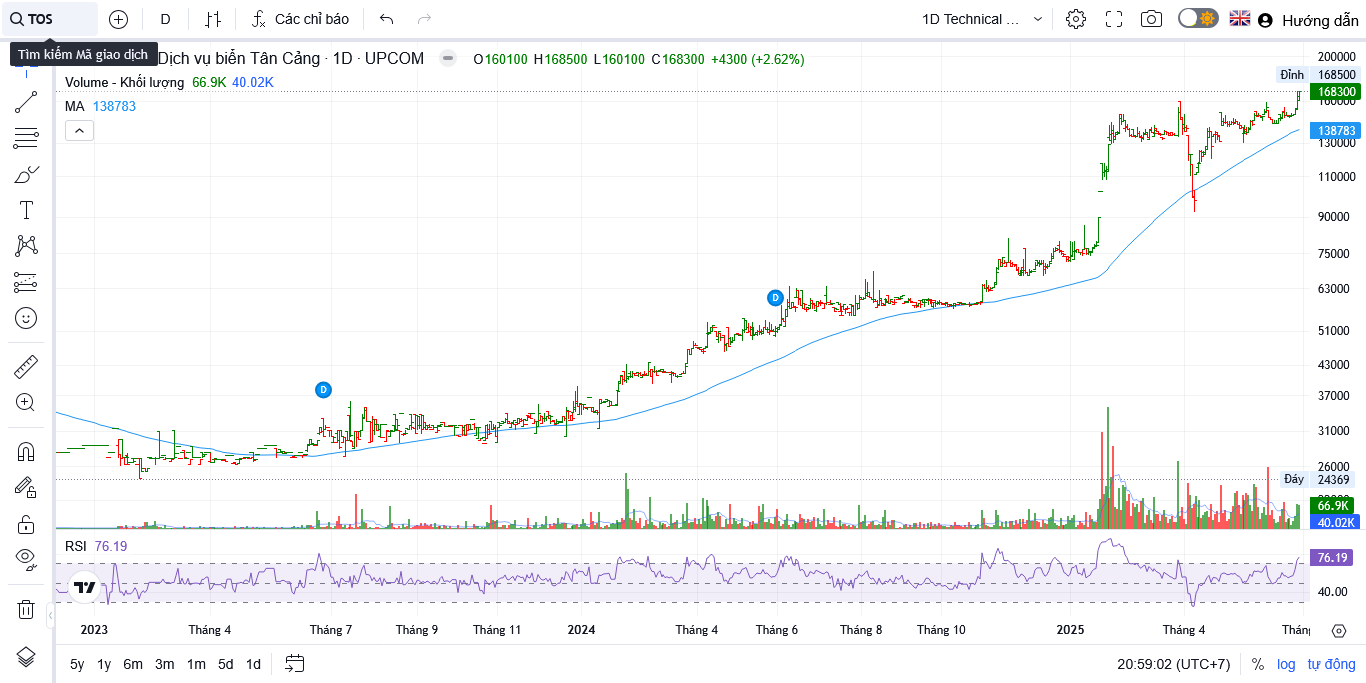 TOS
D
Các chỉ báo
1D Technical ...
Hướng dẫn
Tìm kiếm Mã giao dịch
Dịch vụ biển Tân Cảng · 1D · UPCOM
O160100 H168500 L160100 C168300 +4300 (+2.62%)
Volume - Khối lượng 66.9K 40.02K
MA 138783
200000
Đỉnh 168500
168300
160000
138783
130000
110000
90000
75000
63000
51000
43000
37000
31000
26000
Đáy 24369
66.9K
40.02K
D
D
RSI 76.19
76.19
40.00
2023 Tháng 4 Tháng 7 Tháng 9 Tháng 11 2024 Tháng 4 Tháng 6 Tháng 8 Tháng 10 2025 Tháng 4 Tháng
5y 1y 6m 3m 1m 5d 1d
20:59:02 (UTC+7) % log tự động